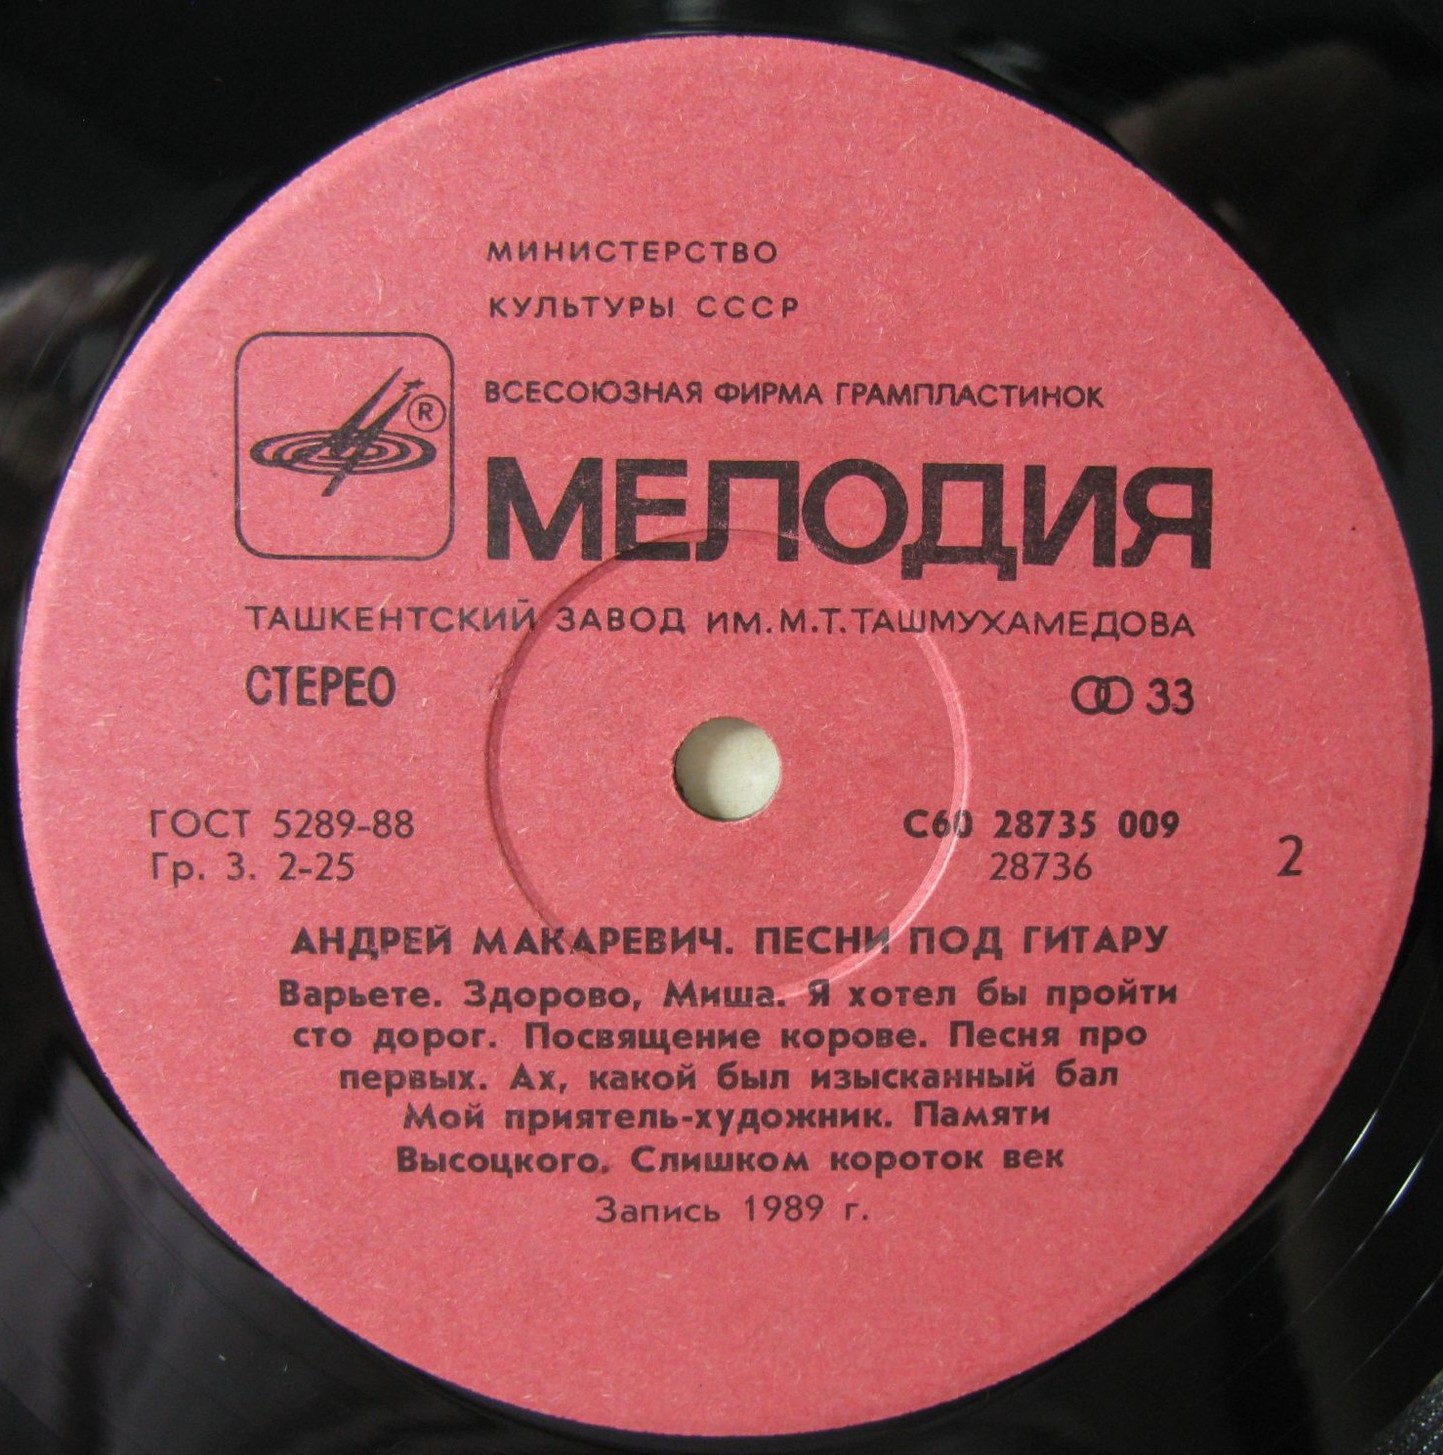 МИНИСТЕРСТВО
КУЛЬТУРЫ СССР
ВСЕСОЮЗНАЯ ФИРМА ГРАМПЛАСТИНОК
®
МЕЛОДИЯ
ТАШКЕНТСКИЙ ЗАВОД ИМ. М.Т. ТАШМУХАМЕДОВА
СТЕРЕО 33
ГОСТ 5289-88 С60 28735 009
Гр. 3. 2-25 28736 2
АНДРЕЙ МАКАРЕВИЧ. ПЕСНИ ПОД ГИТАРУ
Варьете. Здорово, Миша. Я хотел бы пройти
сто дорог. Посвящение корове. Песня про
первых. Ах, какой был изысканный бал
Мой приятель-художник. Памяти
Высоцкого. Слишком короток век
Запись 1989 г.